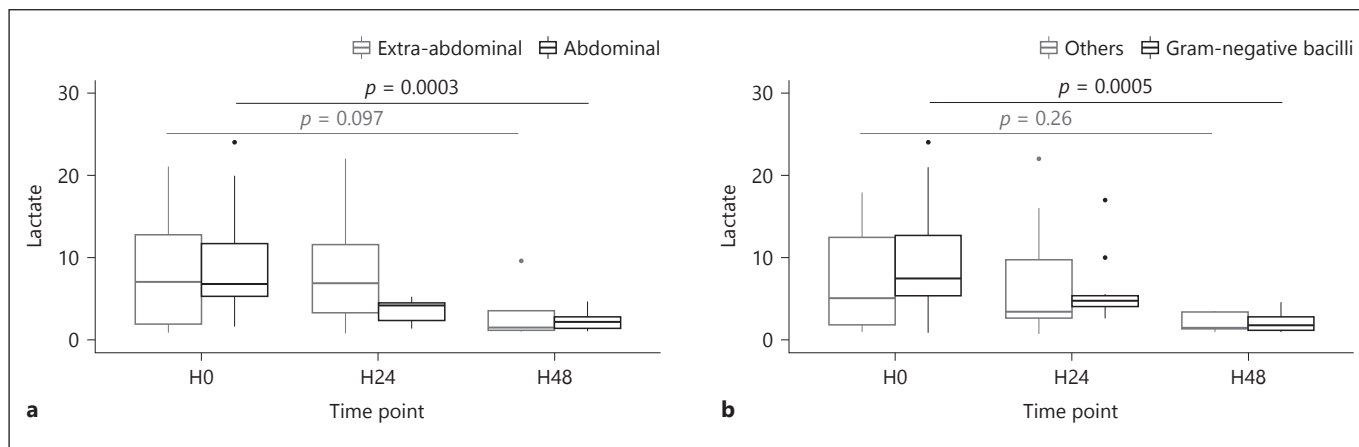 Extra-abdominal Abdominal
30
p = 0.0003
p = 0.097
20
Lactate
10
0
H0 H24 H48
a Time point
Others Gram-negative bacilli
30
p = 0.0005
p = 0.26
20
Lactate
10
0
H0 H24 H48
b Time point